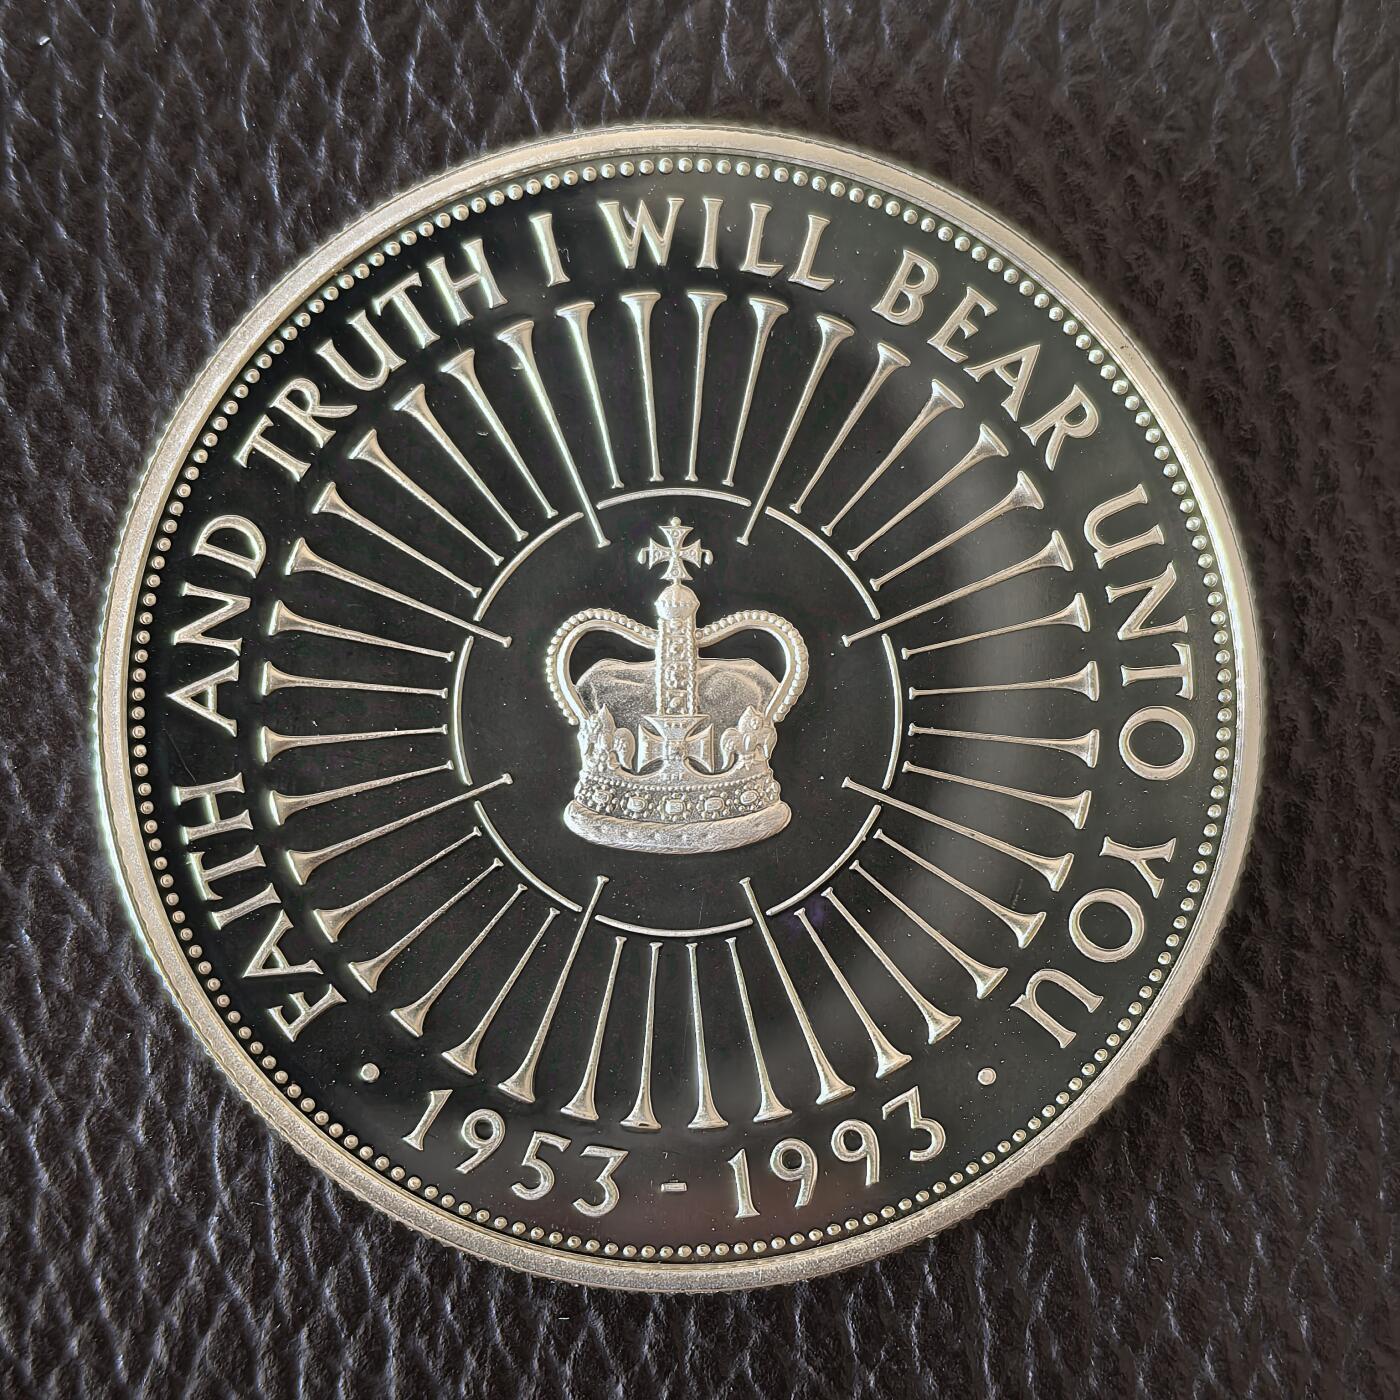 FAITH AND TRUTH I WILL BEAR UNTO YOU
· 1953 - 1993 ·